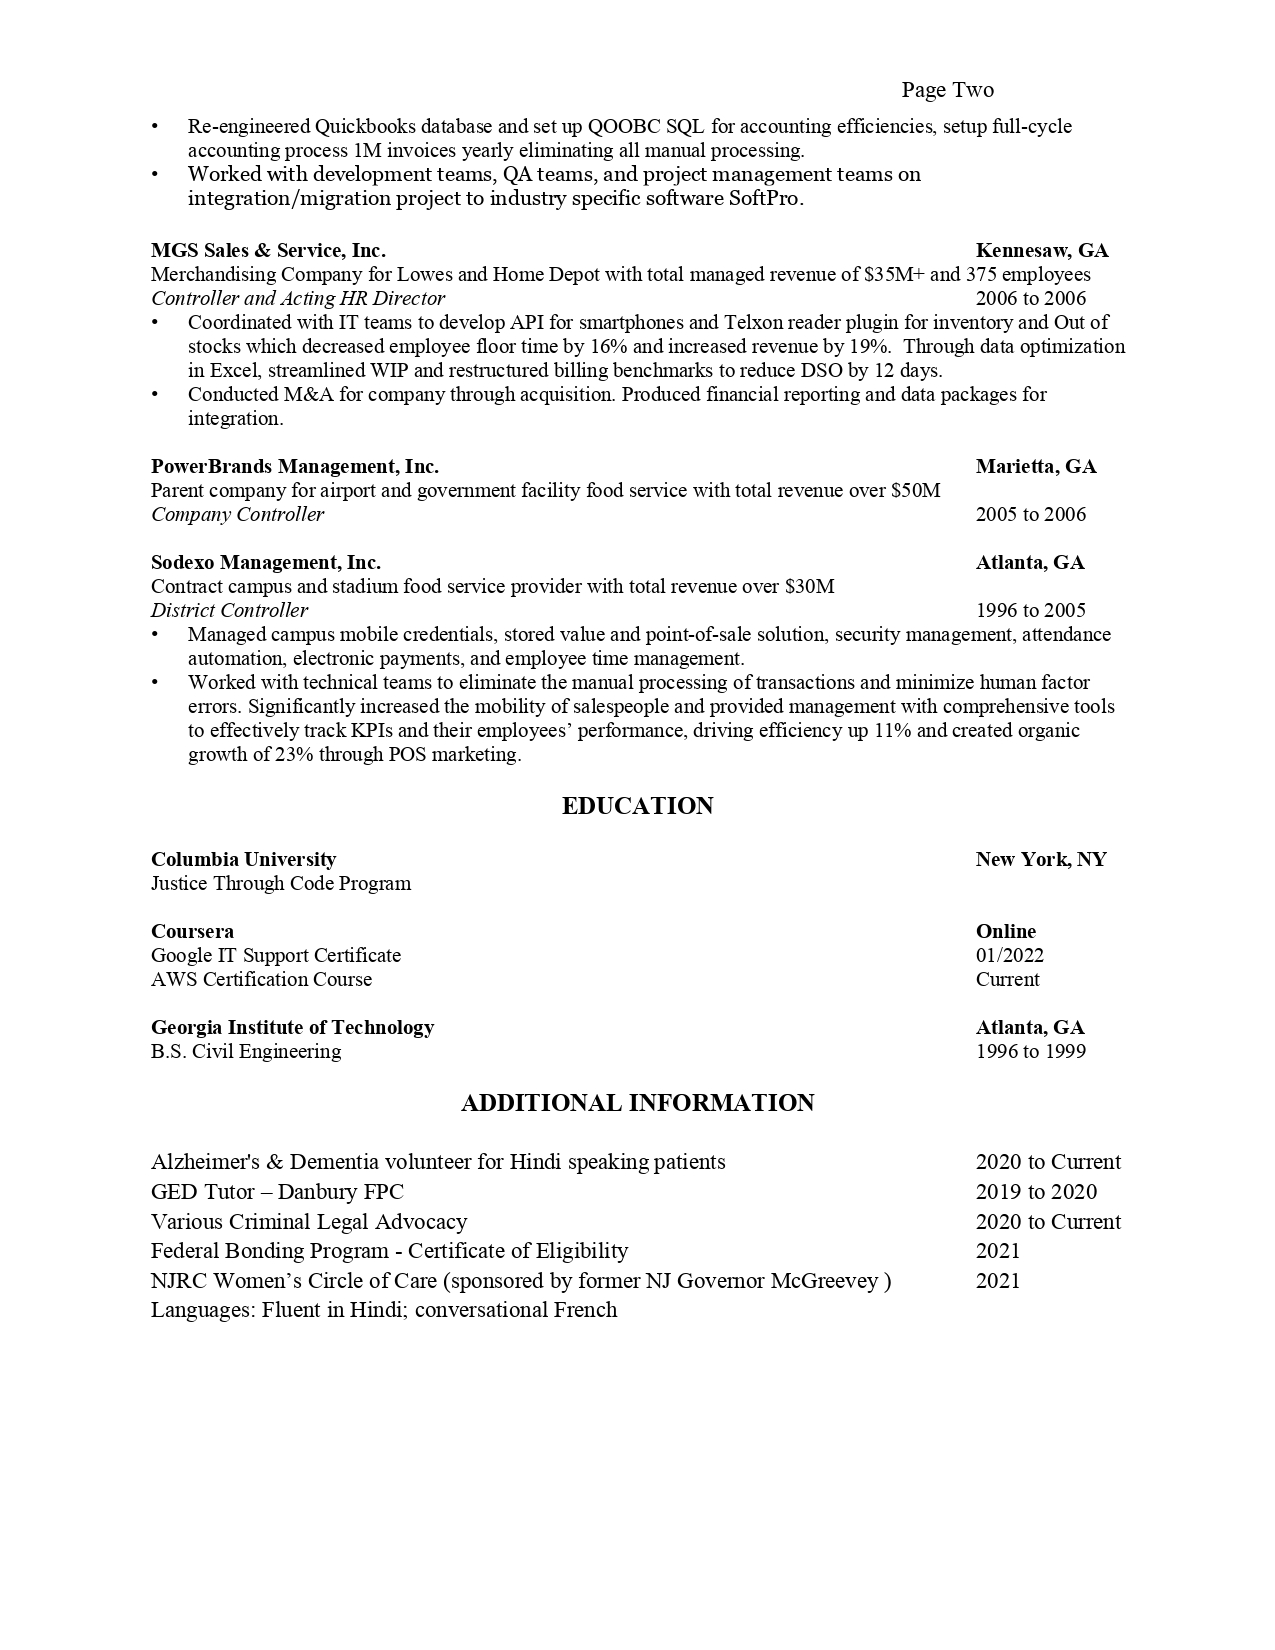 Page Two
• Re-engineered Quickbooks database and set up QOOBC SQL for accounting efficiencies, setup full-cycle
accounting process 1M invoices yearly eliminating all manual processing.
• Worked with development teams, QA teams, and project management teams on
integration/migration project to industry specific software SoftPro.
MGS Sales & Service, Inc. Kennesaw, GA
Merchandising Company for Lowes and Home Depot with total managed revenue of $35M+ and 375 employees
Controller and Acting HR Director 2006 to 2006
• Coordinated with IT teams to develop API for smartphones and Telxon reader plugin for inventory and Out of
stocks which decreased employee floor time by 16% and increased revenue by 19%.  Through data optimization
in Excel, streamlined WIP and restructured billing benchmarks to reduce DSO by 12 days.
• Conducted M&A for company through acquisition. Produced financial reporting and data packages for
integration.
PowerBrands Management, Inc. Marietta, GA
Parent company for airport and government facility food service with total revenue over $50M
Company Controller 2005 to 2006
Sodexo Management, Inc. Atlanta, GA
Contract campus and stadium food service provider with total revenue over $30M
District Controller 1996 to 2005
• Managed campus mobile credentials, stored value and point-of-sale solution, security management, attendance
automation, electronic payments, and employee time management.
• Worked with technical teams to eliminate the manual processing of transactions and minimize human factor
errors. Significantly increased the mobility of salespeople and provided management with comprehensive tools
to effectively track KPIs and their employees’ performance, driving efficiency up 11% and created organic
growth of 23% through POS marketing.
EDUCATION
Columbia University New York, NY
Justice Through Code Program
Coursera Online
Google IT Support Certificate 01/2022
AWS Certification Course Current
Georgia Institute of Technology Atlanta, GA
B.S. Civil Engineering 1996 to 1999
ADDITIONAL INFORMATION
Alzheimer's & Dementia volunteer for Hindi speaking patients 2020 to Current
GED Tutor – Danbury FPC 2019 to 2020
Various Criminal Legal Advocacy 2020 to Current
Federal Bonding Program - Certificate of Eligibility 2021
NJRC Women’s Circle of Care (sponsored by former NJ Governor McGreevey ) 2021
Languages: Fluent in Hindi; conversational French